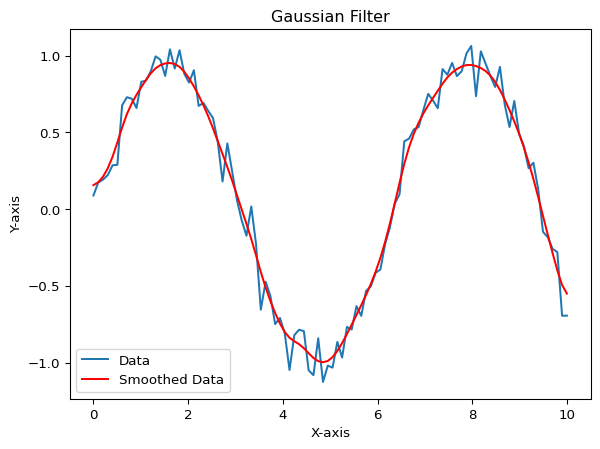 Gaussian Filter
Y-axis
1.0
0.5
0.0
−0.5
−1.0
Data
Smoothed Data
0 2 4 6 8 10
X-axis